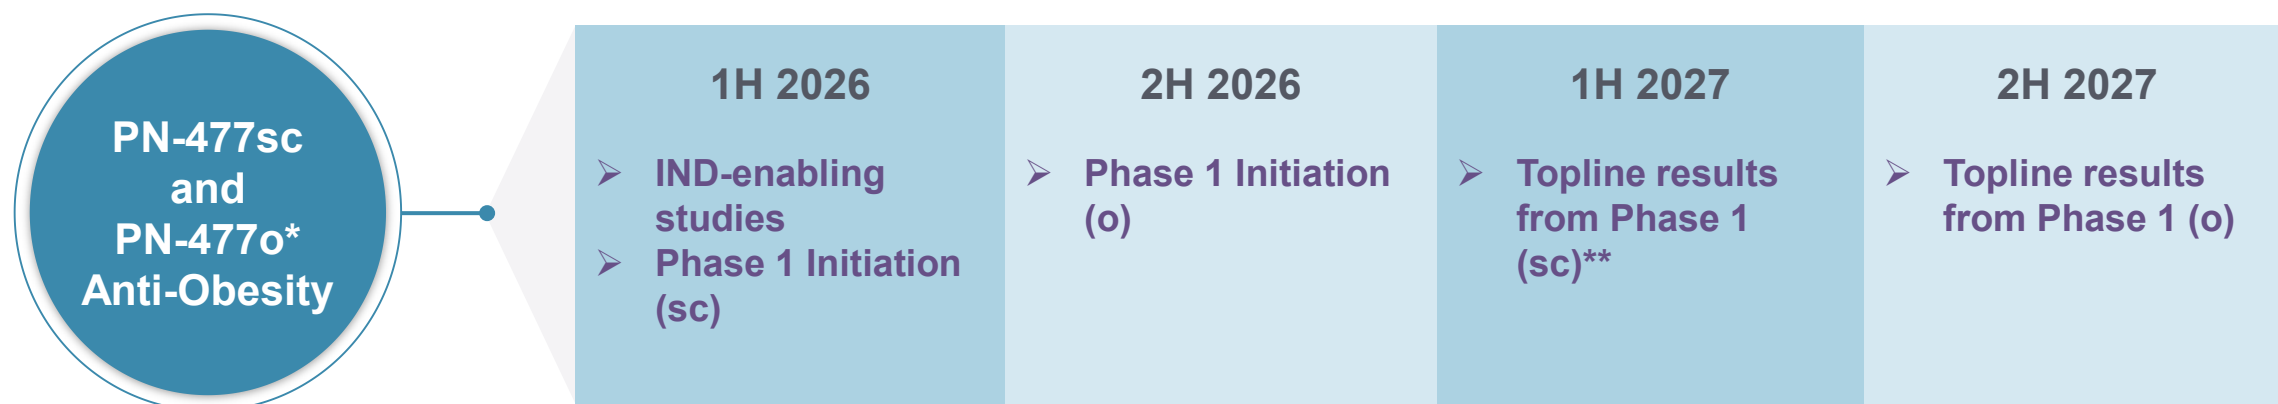 PN-477sc
and
PN-477o*
Anti-Obesity
1H 2026
➢ IND-enabling
studies
➢ Phase 1 Initiation
(sc)
2H 2026
➢ Phase 1 Initiation
(o)
1H 2027
➢ Topline results
from Phase 1
(sc)**
2H 2027
➢ Topline results
from Phase 1 (o)